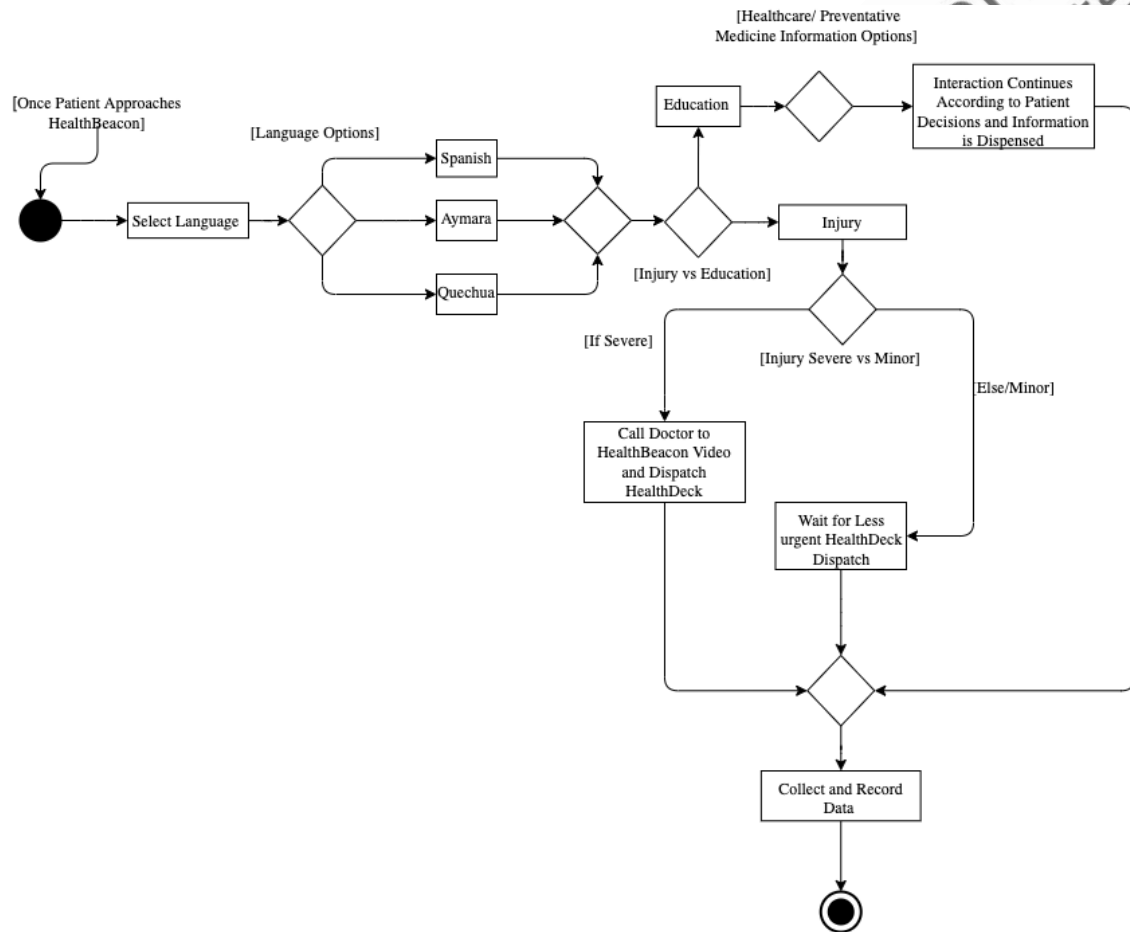 [Healthcare/ Preventative
Medicine Information Options]
[Once Patient Approaches
HealthBeacon]
[Language Options]
Education
Interaction Continues
According to Patient
Decisions and Information
is Dispensed
Select Language
Spanish
Aymara
Quechua
Injury
[Injury vs Education]
[If Severe]
[Injury Severe vs Minor]
[Else/Minor]
Call Doctor to
HealthBeacon Video
and Dispatch
HealthDeck
Wait for Less
urgent HealthDeck
Dispatch
Collect and Record
Data